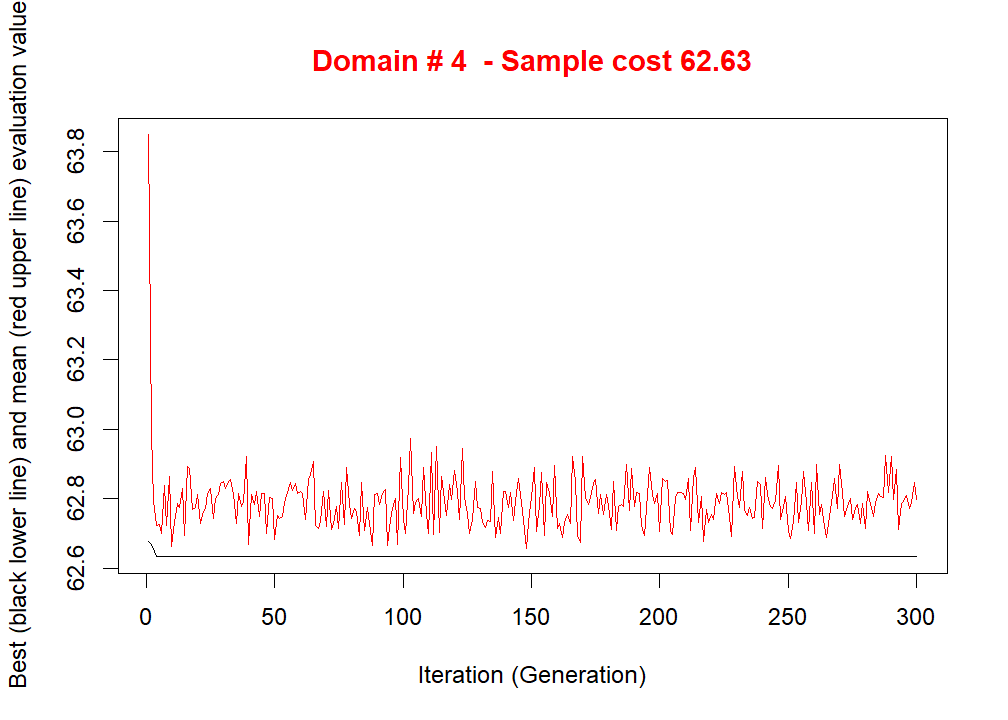 Domain # 4  - Sample cost 62.63
Best (black lower line) and mean (red upper line) evaluation value
63.8
63.6
63.4
63.2
63.0
62.8
62.6
0 50 100 150 200 250 300
Iteration (Generation)